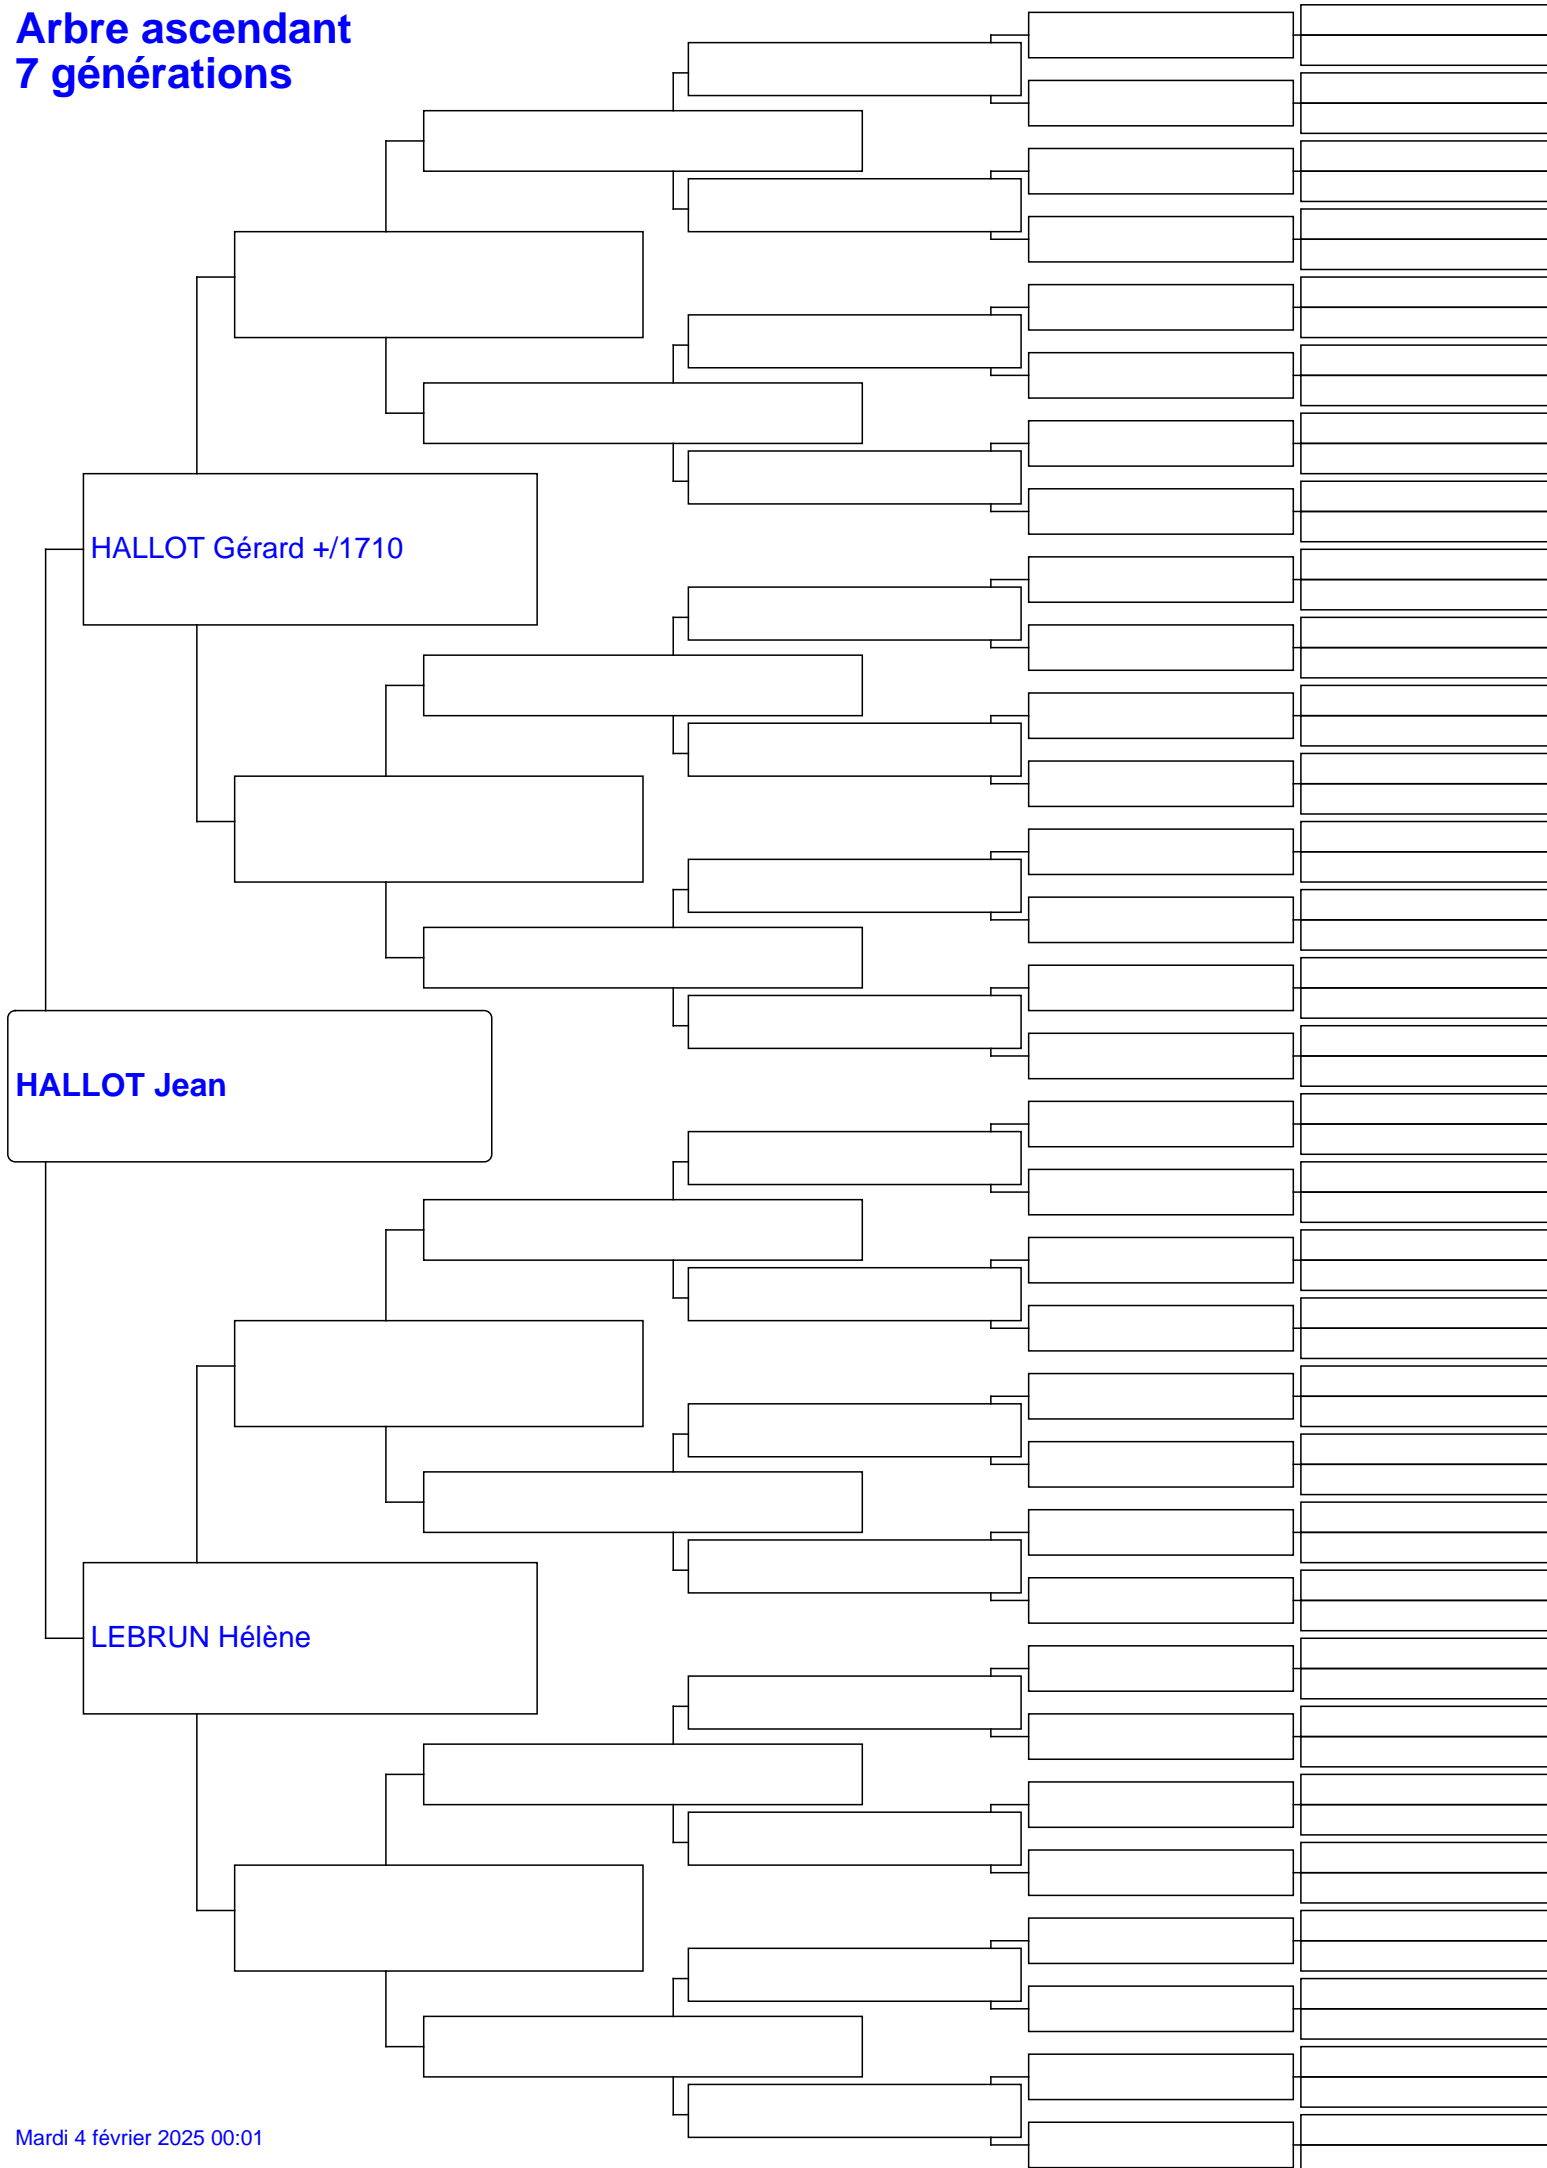 Arbre ascendant
7 générations
HALLOT Gérard +/1710
HALLOT Jean
LEBRUN Hélène
Mardi 4 février 2025 00:01